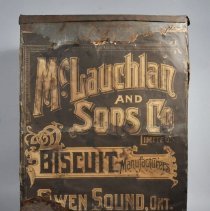 McLauchlan
AND
Sons Co
LIMITED.
BISCUIT Manufacturers
OWEN SOUND, ONT.